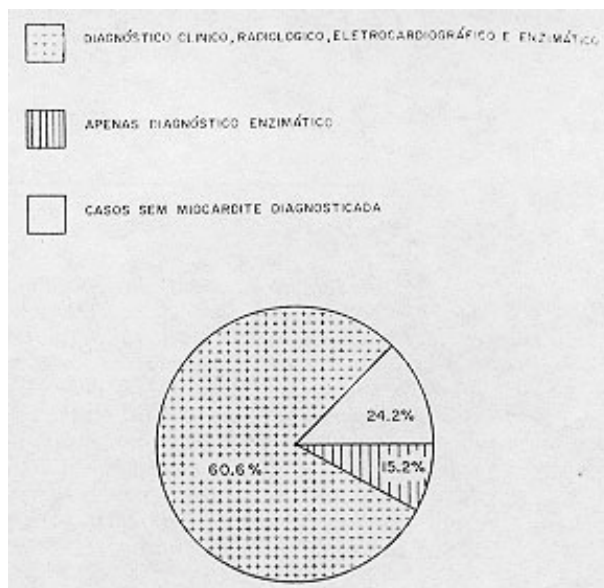 DIAGNÓSTICO CLINICO, RADIOLOGICO, ELETROCARDIOGRÁFICO E ENZIMÁTICO
APENAS DIAGNÓSTICO ENZIMÁTICO
CASOS SEM MIOCARDITE DIAGNOSTICADA
24.2%
60.6%
15.2%